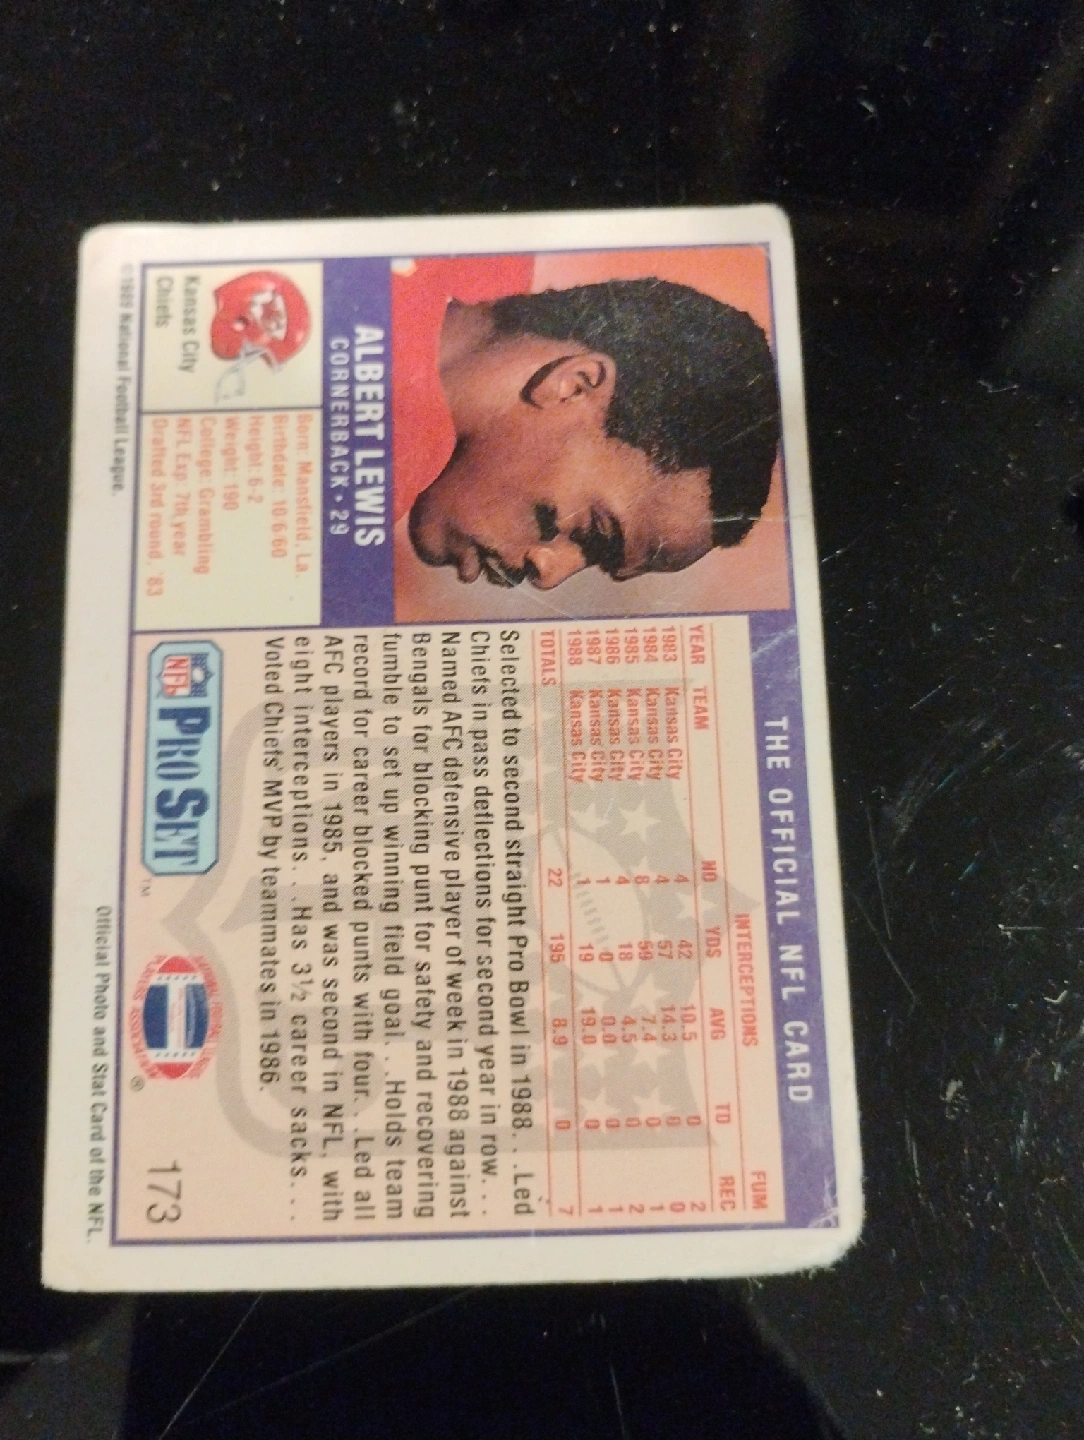 THE OFFICIAL NFL CARD
ALBERT LEWIS
CORNERBACK • 29
Kansas City
Chiefs
Born: Mansfield, La.
Birthdate: 10 6 60
Height: 6-2
Weight: 190
College: Grambling
NFL Exp: 7th year
Drafted 3rd round, '83
INTERCEPTIONS FUM
YEAR TEAM NO YDS AVG TD REC
1983 Kansas City 4 42 10.5 0 2
1984 Kansas City 4 57 14.3 0 0
1985 Kansas City 8 59 7.4 0 1
1986 Kansas City 4 18 4.5 0 2
1987 Kansas City 1 0 0.0 0 1
1988 Kansas City 1 19 19.0 0 1
TOTALS 22 195 8.9 0 7
Selected to second straight Pro Bowl in 1988. . .Led
Chiefs in pass deflections for second year in row. . .
Named AFC defensive player of week in 1988 against
Bengals for blocking punt for safety and recovering
fumble to set up winning field goal. . .Holds team
record for career blocked punts with four. . .Led all
AFC players in 1985, and was second in NFL, with
eight interceptions. . .Has 3½ career sacks. . .
Voted Chiefs' MVP by teammates in 1986.
NFL PRO SET ™
NATIONAL FOOTBALL LEAGUE
PLAYERS ASSOCIATION
®
173
©1989 National Football League.
Official Photo and Stat Card of the NFL.